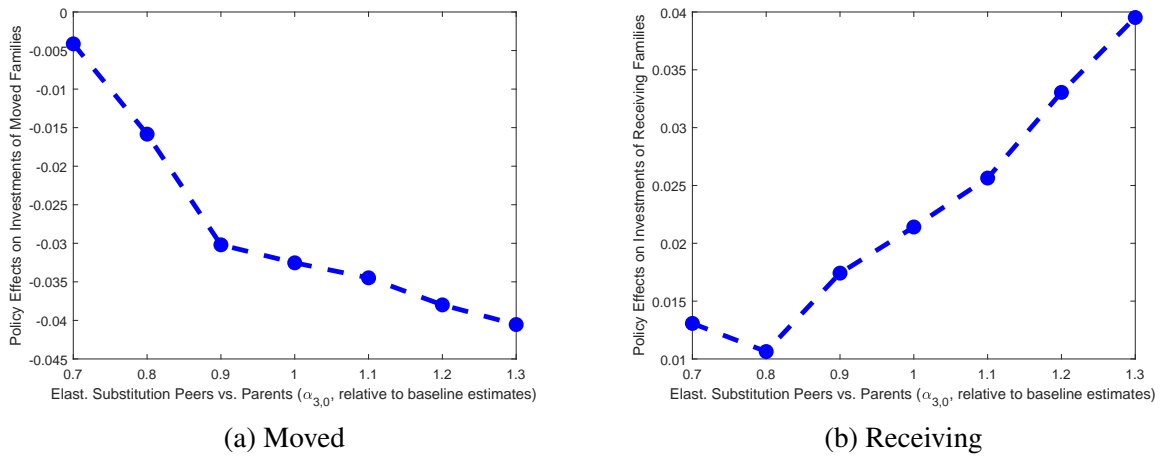 Policy Effects on Investments of Moved Families
0
-0.005
-0.01
-0.015
-0.02
-0.025
-0.03
-0.035
-0.04
-0.045
0.7 0.8 0.9 1 1.1 1.2 1.3
Elast. Substitution Peers vs. Parents (α3,0, relative to baseline estimates)
(a) Moved
Policy Effects on Investments of Receiving Families
0.04
0.035
0.03
0.025
0.02
0.015
0.01
0.7 0.8 0.9 1 1.1 1.2 1.3
Elast. Substitution Peers vs. Parents (α3,0, relative to baseline estimates)
(b) Receiving